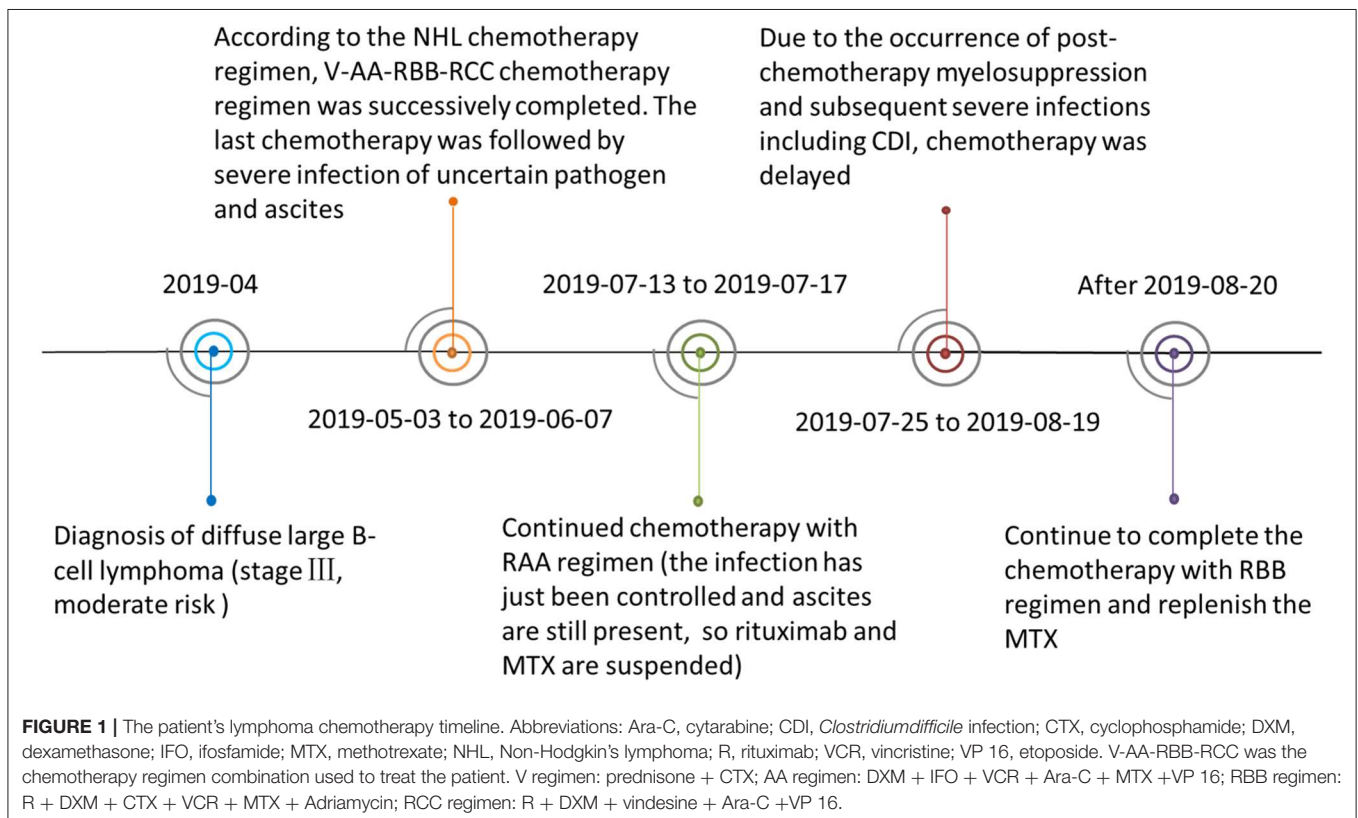 According to the NHL chemotherapy
regimen, V-AA-RBB-RCC chemotherapy
regimen was successively completed. The
last chemotherapy was followed by
severe infection of uncertain pathogen
and ascites
Due to the occurrence of post-
chemotherapy myelosuppression
and subsequent severe infections
including CDI, chemotherapy was
delayed
2019-04
2019-07-13 to 2019-07-17
After 2019-08-20
2019-05-03 to 2019-06-07
2019-07-25 to 2019-08-19
Diagnosis of diffuse large B-
cell lymphoma (stage Ⅲ,
moderate risk )
Continued chemotherapy with
RAA regimen (the infection has
just been controlled and ascites
are still present, so rituximab and
MTX are suspended)
Continue to complete the
chemotherapy with RBB
regimen and replenish the
MTX
FIGURE 1 | The patient's lymphoma chemotherapy timeline. Abbreviations: Ara-C, cytarabine; CDI, Clostridiumdifficile infection; CTX, cyclophosphamide; DXM,
dexamethasone; IFO, ifosfamide; MTX, methotrexate; NHL, Non-Hodgkin's lymphoma; R, rituximab; VCR, vincristine; VP 16, etoposide. V-AA-RBB-RCC was the
chemotherapy regimen combination used to treat the patient. V regimen: prednisone + CTX; AA regimen: DXM + IFO + VCR + Ara-C + MTX +VP 16; RBB regimen:
R + DXM + CTX + VCR + MTX + Adriamycin; RCC regimen: R + DXM + vindesine + Ara-C +VP 16.